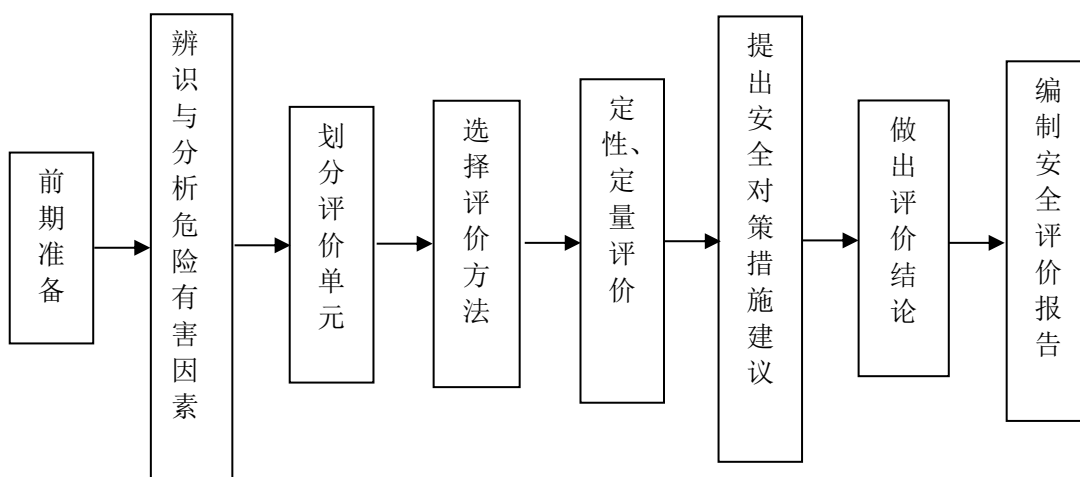 前期准备
辨识与分析危险有害因素
划分评价单元
选择评价方法
定性、定量评价
提出安全对策措施建议
做出评价结论
编制安全评价报告